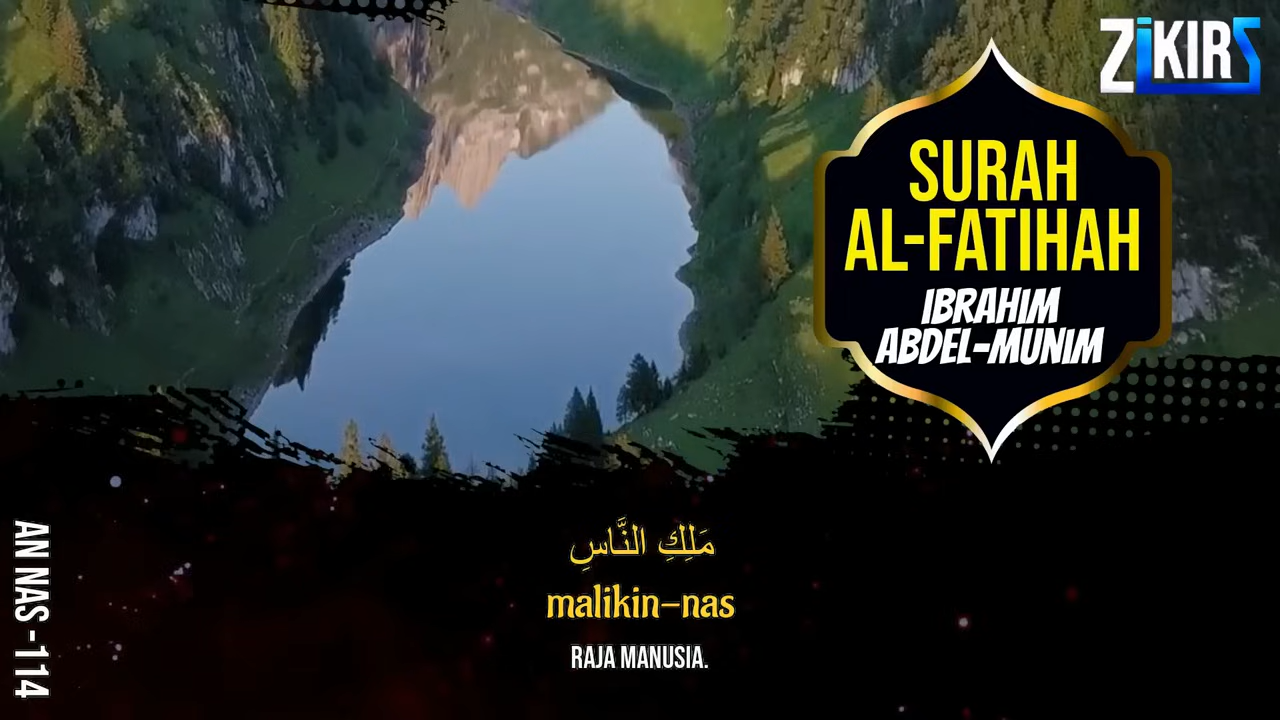 ZiKIRS
SURAH
AL-FATIHAH
IBRAHIM
ABDEL-MUNIM
AN NAS - 114
مَلِكِ النَّاسِ
malikin-nas
RAJA MANUSIA.